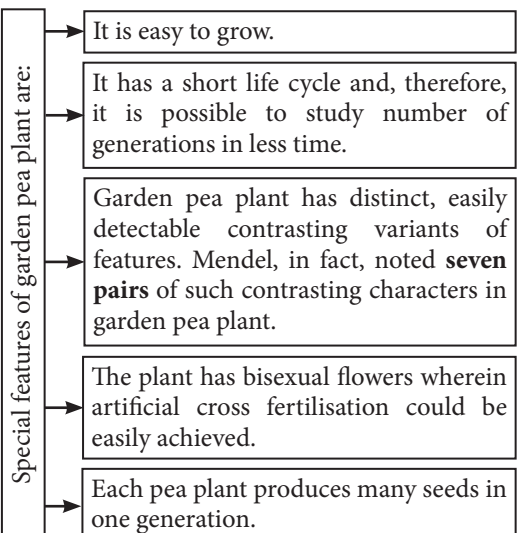 Special features of garden pea plant are:
It is easy to grow.
It has a short life cycle and, therefore,
it is possible to study number of
generations in less time.
Garden pea plant has distinct, easily
detectable contrasting variants of
features. Mendel, in fact, noted seven
pairs of such contrasting characters in
garden pea plant.
The plant has bisexual flowers wherein
artificial cross fertilisation could be
easily achieved.
Each pea plant produces many seeds in
one generation.